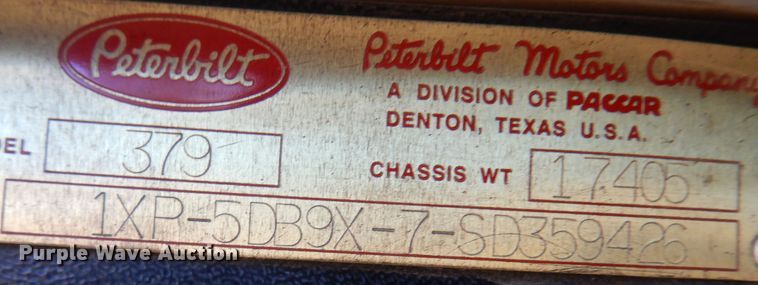 Peterbilt
Peterbilt Motors Company
A DIVISION OF PACCAR
DENTON, TEXAS U.S.A.
DEL 379
CHASSIS WT 17405
1XP-5DB9X-7-SD359426
Purple Wave Auction